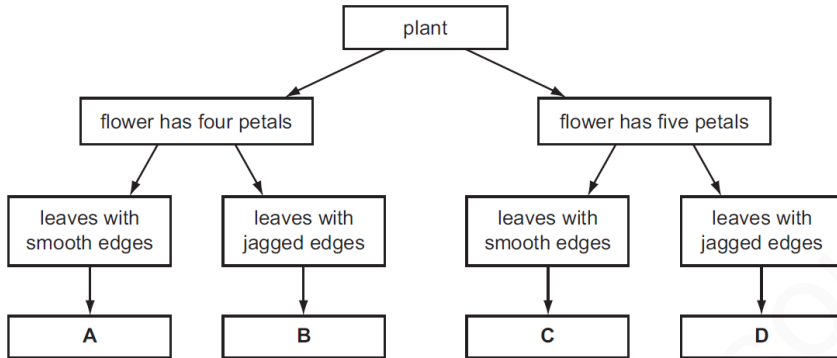 plant
flower has four petals
flower has five petals
leaves with
smooth edges
leaves with
jagged edges
leaves with
smooth edges
leaves with
jagged edges
A
B
C
D